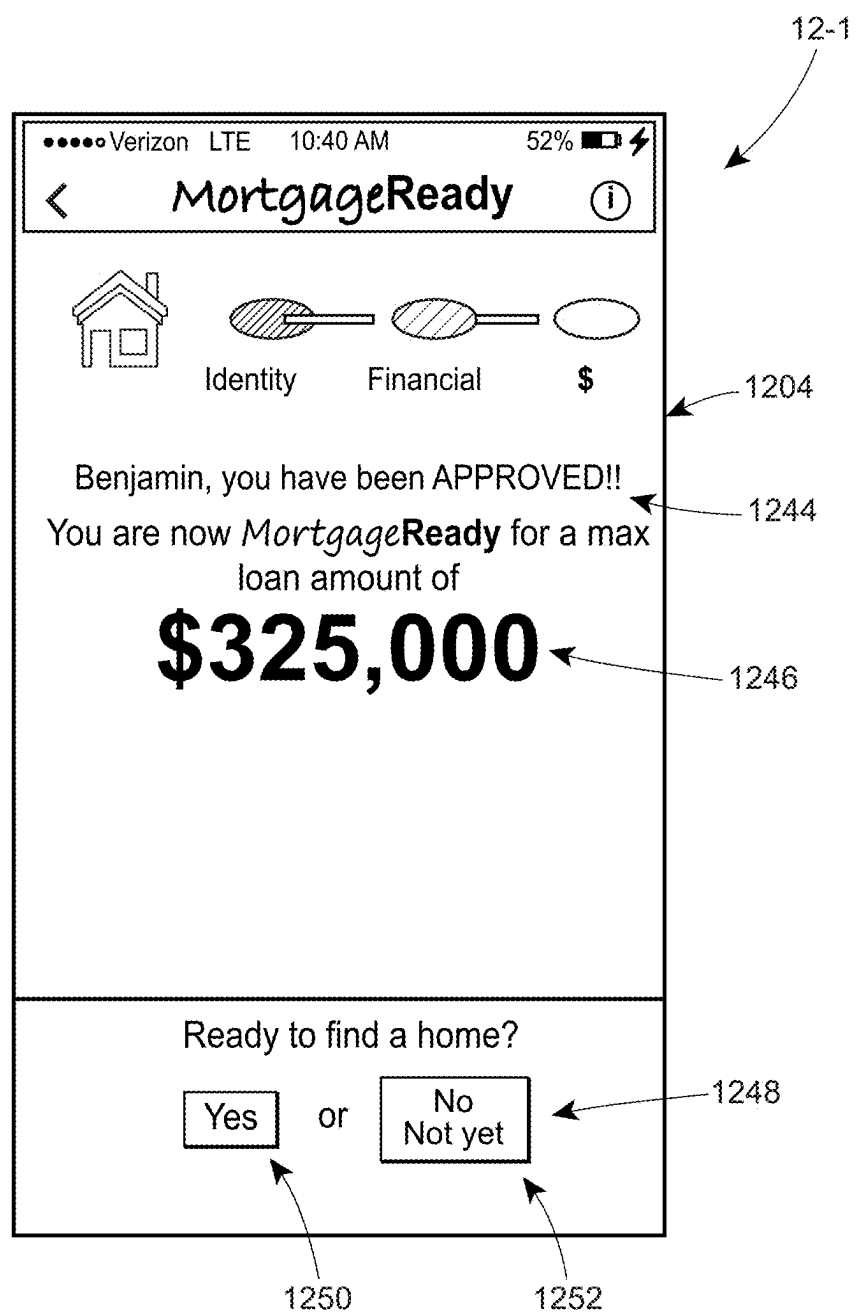 12-1
Verizon LTE 10:40 AM 52%
MortgageReady i
Identity Financial $
1204
Benjamin, you have been APPROVED!!
1244
You are now MortgageReady for a max
loan amount of
$325,000
1246
Ready to find a home?
Yes or No
Not yet
1248
1250 1252